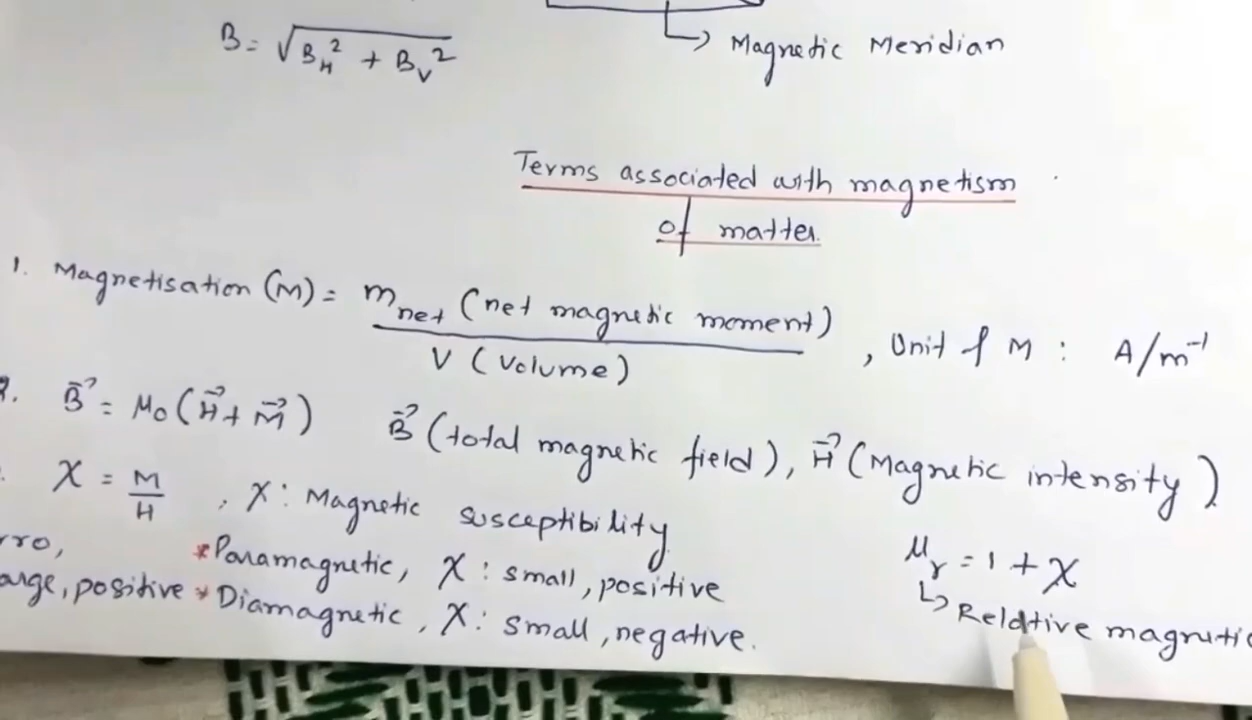 B = √B_H² + B_V²
Magnetic Meridian
Terms associated with magnetism
of matter.
1. Magnetisation (M) = m_net (net magnetic moment) / V (Volume) , Unit of M : A/m⁻¹
2. B⃗ = μ₀(H⃗ + M⃗)   B⃗ (total magnetic field), H⃗ (Magnetic intensity)
χ = M/H , χ : Magnetic susceptibility
* Paramagnetic, χ : small, positive
positive * Diamagnetic, χ : small, negative.
μ_r = 1 + χ
↳ Relative magnetic